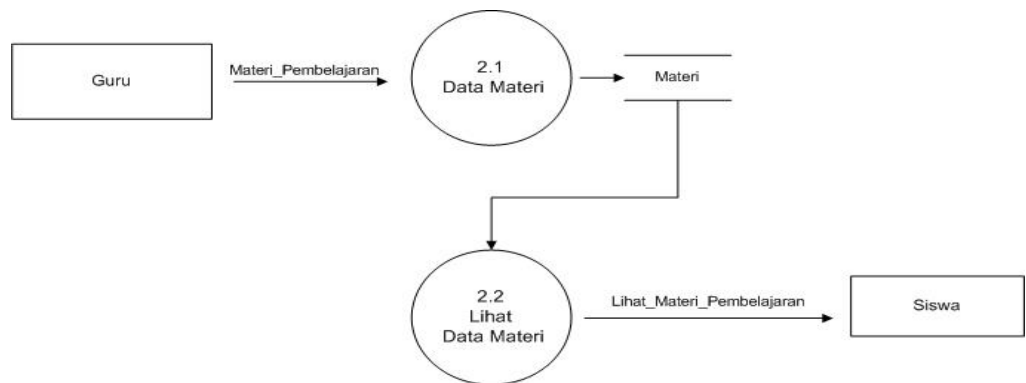 Guru
Materi_Pembelajaran
2.1
Data Materi
Materi
2.2
Lihat
Data Materi
Lihat_Materi_Pembelajaran
Siswa